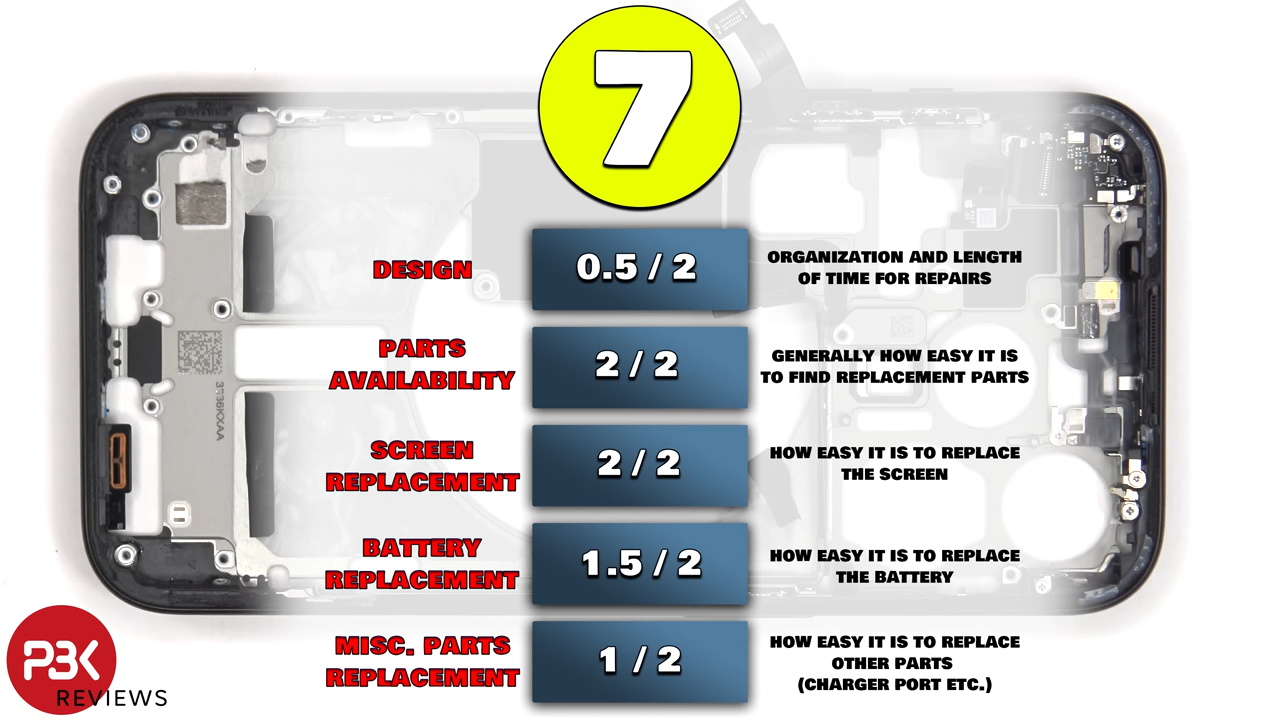 7
DESIGN
0.5 / 2
ORGANIZATION AND LENGTH
OF TIME FOR REPAIRS
PARTS
AVAILABILITY
2 / 2
GENERALLY HOW EASY IT IS
TO FIND REPLACEMENT PARTS
SCREEN
REPLACEMENT
2 / 2
HOW EASY IT IS TO REPLACE
THE SCREEN
BATTERY
REPLACEMENT
1.5 / 2
HOW EASY IT IS TO REPLACE
THE BATTERY
MISC. PARTS
REPLACEMENT
1 / 2
HOW EASY IT IS TO REPLACE
OTHER PARTS
(CHARGER PORT ETC.)
PBK
REVIEWS